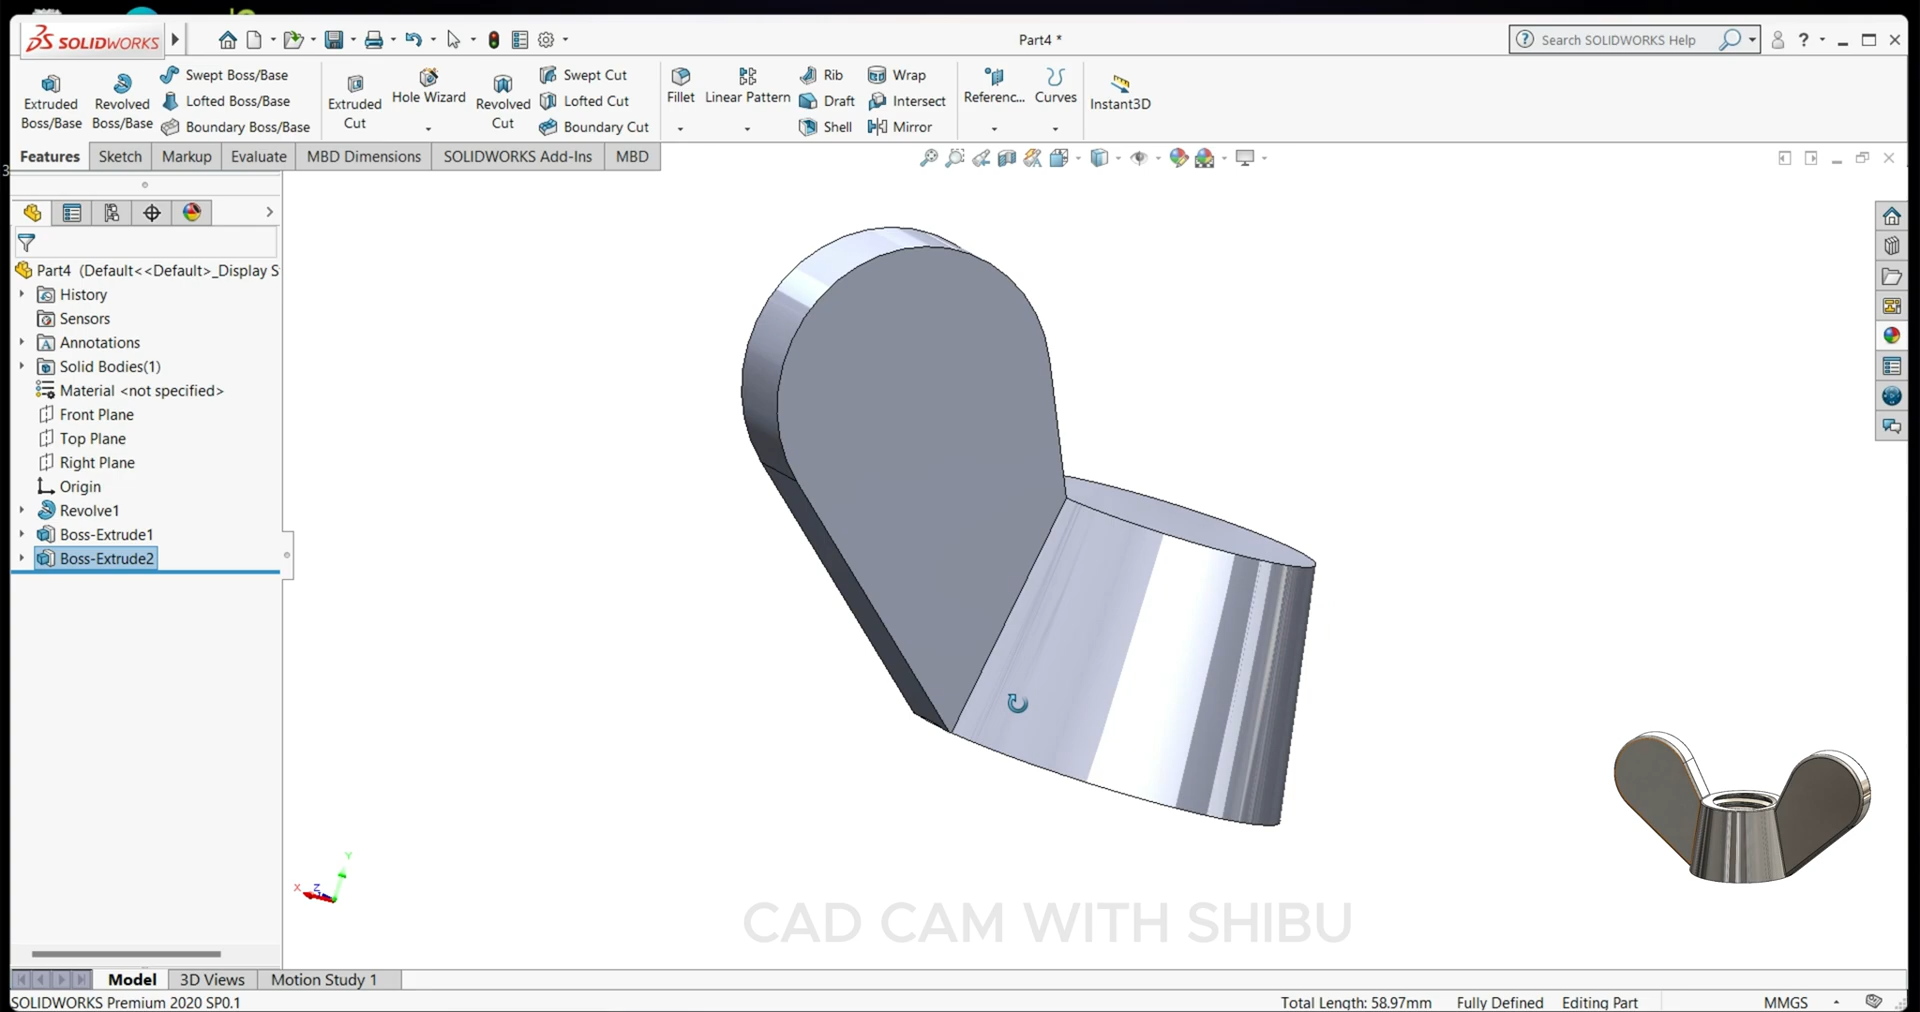 SOLIDWORKS
Part4 *
Search SOLIDWORKS Help
?
Extruded
Boss/Base
Revolved
Boss/Base
Swept Boss/Base
Lofted Boss/Base
Boundary Boss/Base
Extruded
Cut
Hole Wizard
Revolved
Cut
Swept Cut
Lofted Cut
Boundary Cut
Fillet
Linear Pattern
Rib
Draft
Shell
Wrap
Intersect
Mirror
Referenc...
Curves
Instant3D
Features
Sketch
Markup
Evaluate
MBD Dimensions
SOLIDWORKS Add-Ins
MBD
3
Part4 (Default<<Default>_Display S
History
Sensors
Annotations
Solid Bodies(1)
Material <not specified>
Front Plane
Top Plane
Right Plane
Origin
Revolve1
Boss-Extrude1
Boss-Extrude2
Y
X
Z
CAD CAM WITH SHIBU
Model
3D Views
Motion Study 1
SOLIDWORKS Premium 2020 SP0.1
Total Length: 58.97mm
Fully Defined
Editing Part
MMGS